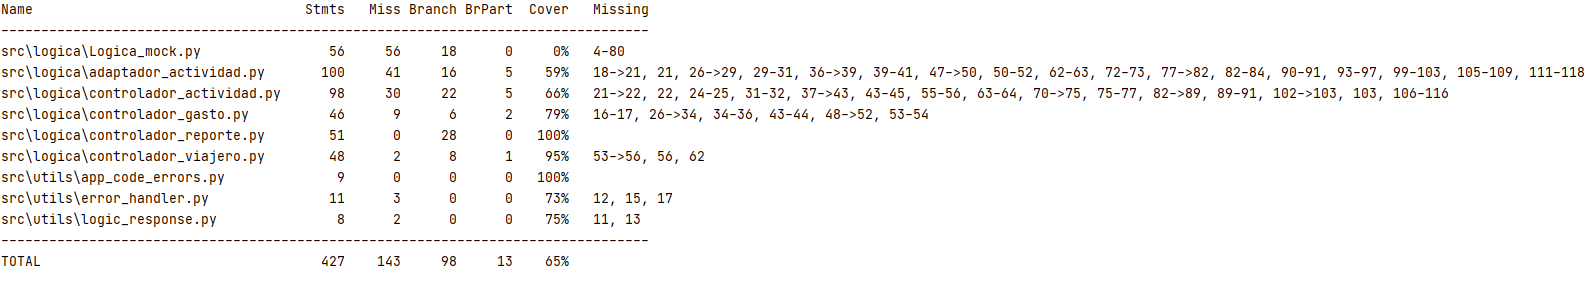 Name Stmts Miss Branch BrPart Cover Missing
---------------------------------------------------------------------------------
src\logica\Logica_mock.py 56 56 18 0 0% 4-80
src\logica\adaptador_actividad.py 100 41 16 5 59% 18->21, 21, 26->29, 29-31, 36->39, 39-41, 47->50, 50-52, 62-63, 72-73, 77->82, 82-84, 90-91, 93-97, 99-103, 105-109, 111-118
src\logica\controlador_actividad.py 98 30 22 5 66% 21->22, 22, 24-25, 31-32, 37->43, 43-45, 55-56, 63-64, 70->75, 75-77, 82->89, 89-91, 102->103, 103, 106-116
src\logica\controlador_gasto.py 46 9 6 2 79% 16-17, 26->34, 34-36, 43-44, 48->52, 53-54
src\logica\controlador_reporte.py 51 0 28 0 100%
src\logica\controlador_viajero.py 48 2 8 1 95% 53->56, 56, 62
src\utils\app_code_errors.py 9 0 0 0 100%
src\utils\error_handler.py 11 3 0 0 73% 12, 15, 17
src\utils\logic_response.py 8 2 0 0 75% 11, 13
---------------------------------------------------------------------------------
TOTAL 427 143 98 13 65%